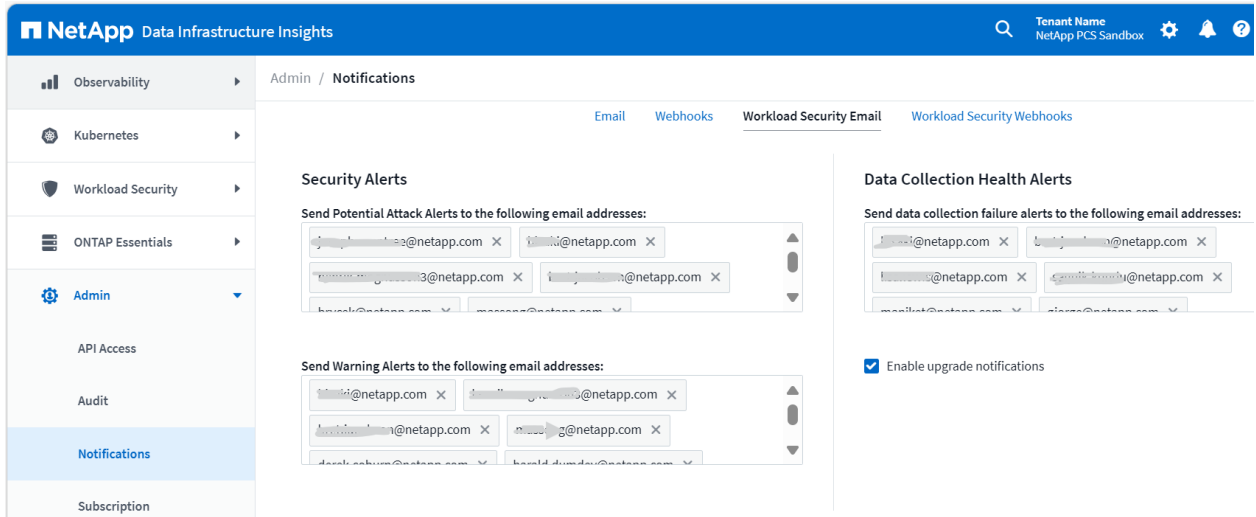 NetApp Data Infrastructure Insights
Tenant Name
NetApp PCS Sandbox
Observability
Kubernetes
Workload Security
ONTAP Essentials
Admin
API Access
Audit
Notifications
Subscription
Admin / Notifications
Email Webhooks Workload Security Email Workload Security Webhooks
Security Alerts
Send Potential Attack Alerts to the following email addresses:
@netapp.com × @netapp.com ×
@netapp.com × @netapp.com ×
Send Warning Alerts to the following email addresses:
@netapp.com × @netapp.com ×
@netapp.com × @netapp.com ×
Data Collection Health Alerts
Send data collection failure alerts to the following email addresses:
@netapp.com × @netapp.com ×
@netapp.com × @netapp.com ×
Enable upgrade notifications